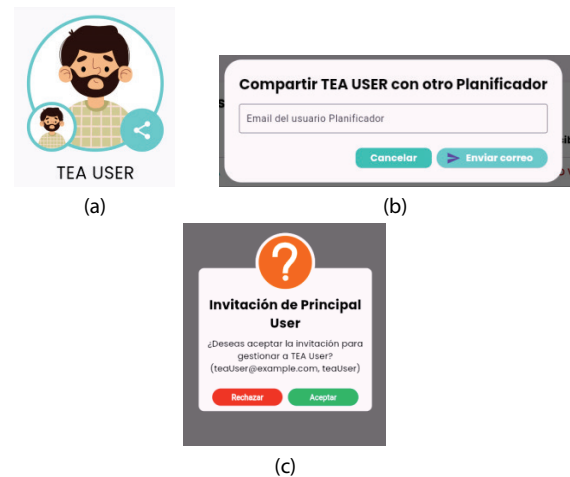 TEA USER
(a)
Compartir TEA USER con otro Planificador
Email del usuario Planificador
Cancelar
Enviar correo
(b)
Invitación de Principal
User
¿Deseas aceptar la invitación para
gestionar a TEA User?
(teaUser@example.com, teaUser)
Rechazar
Aceptar
(c)